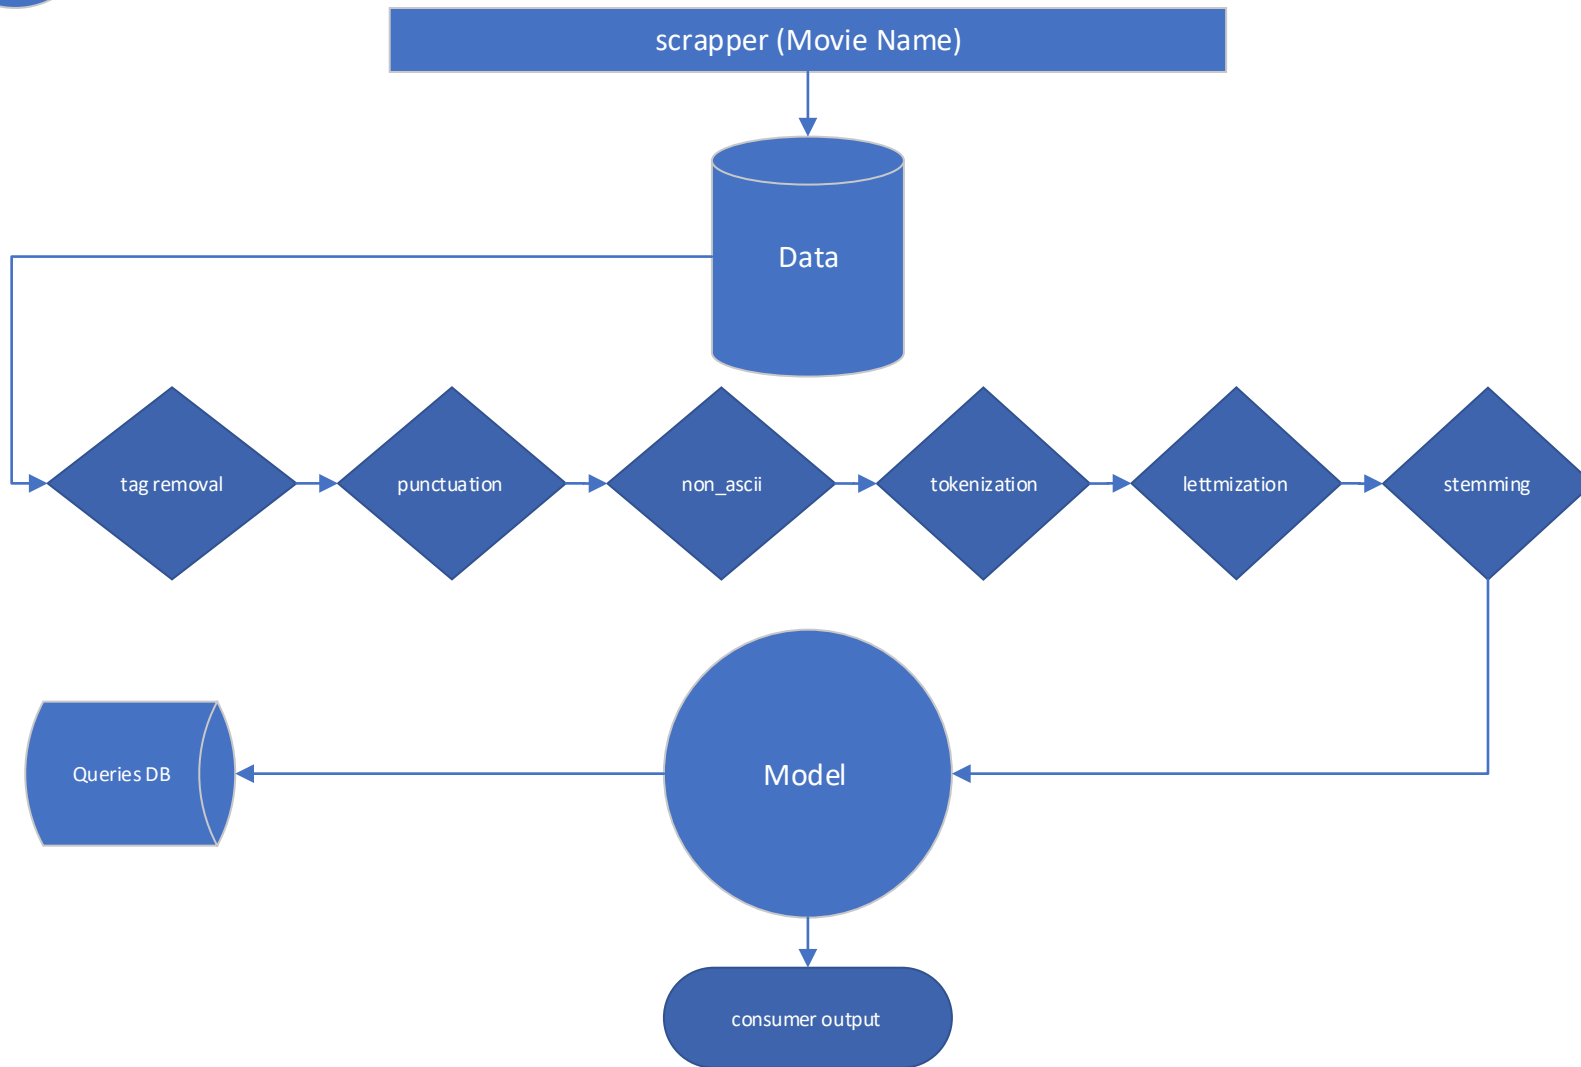 scrapper (Movie Name)
Data
tag removal
punctuation
non_ascii
tokenization
lettmization
stemming
Queries DB
Model
consumer output